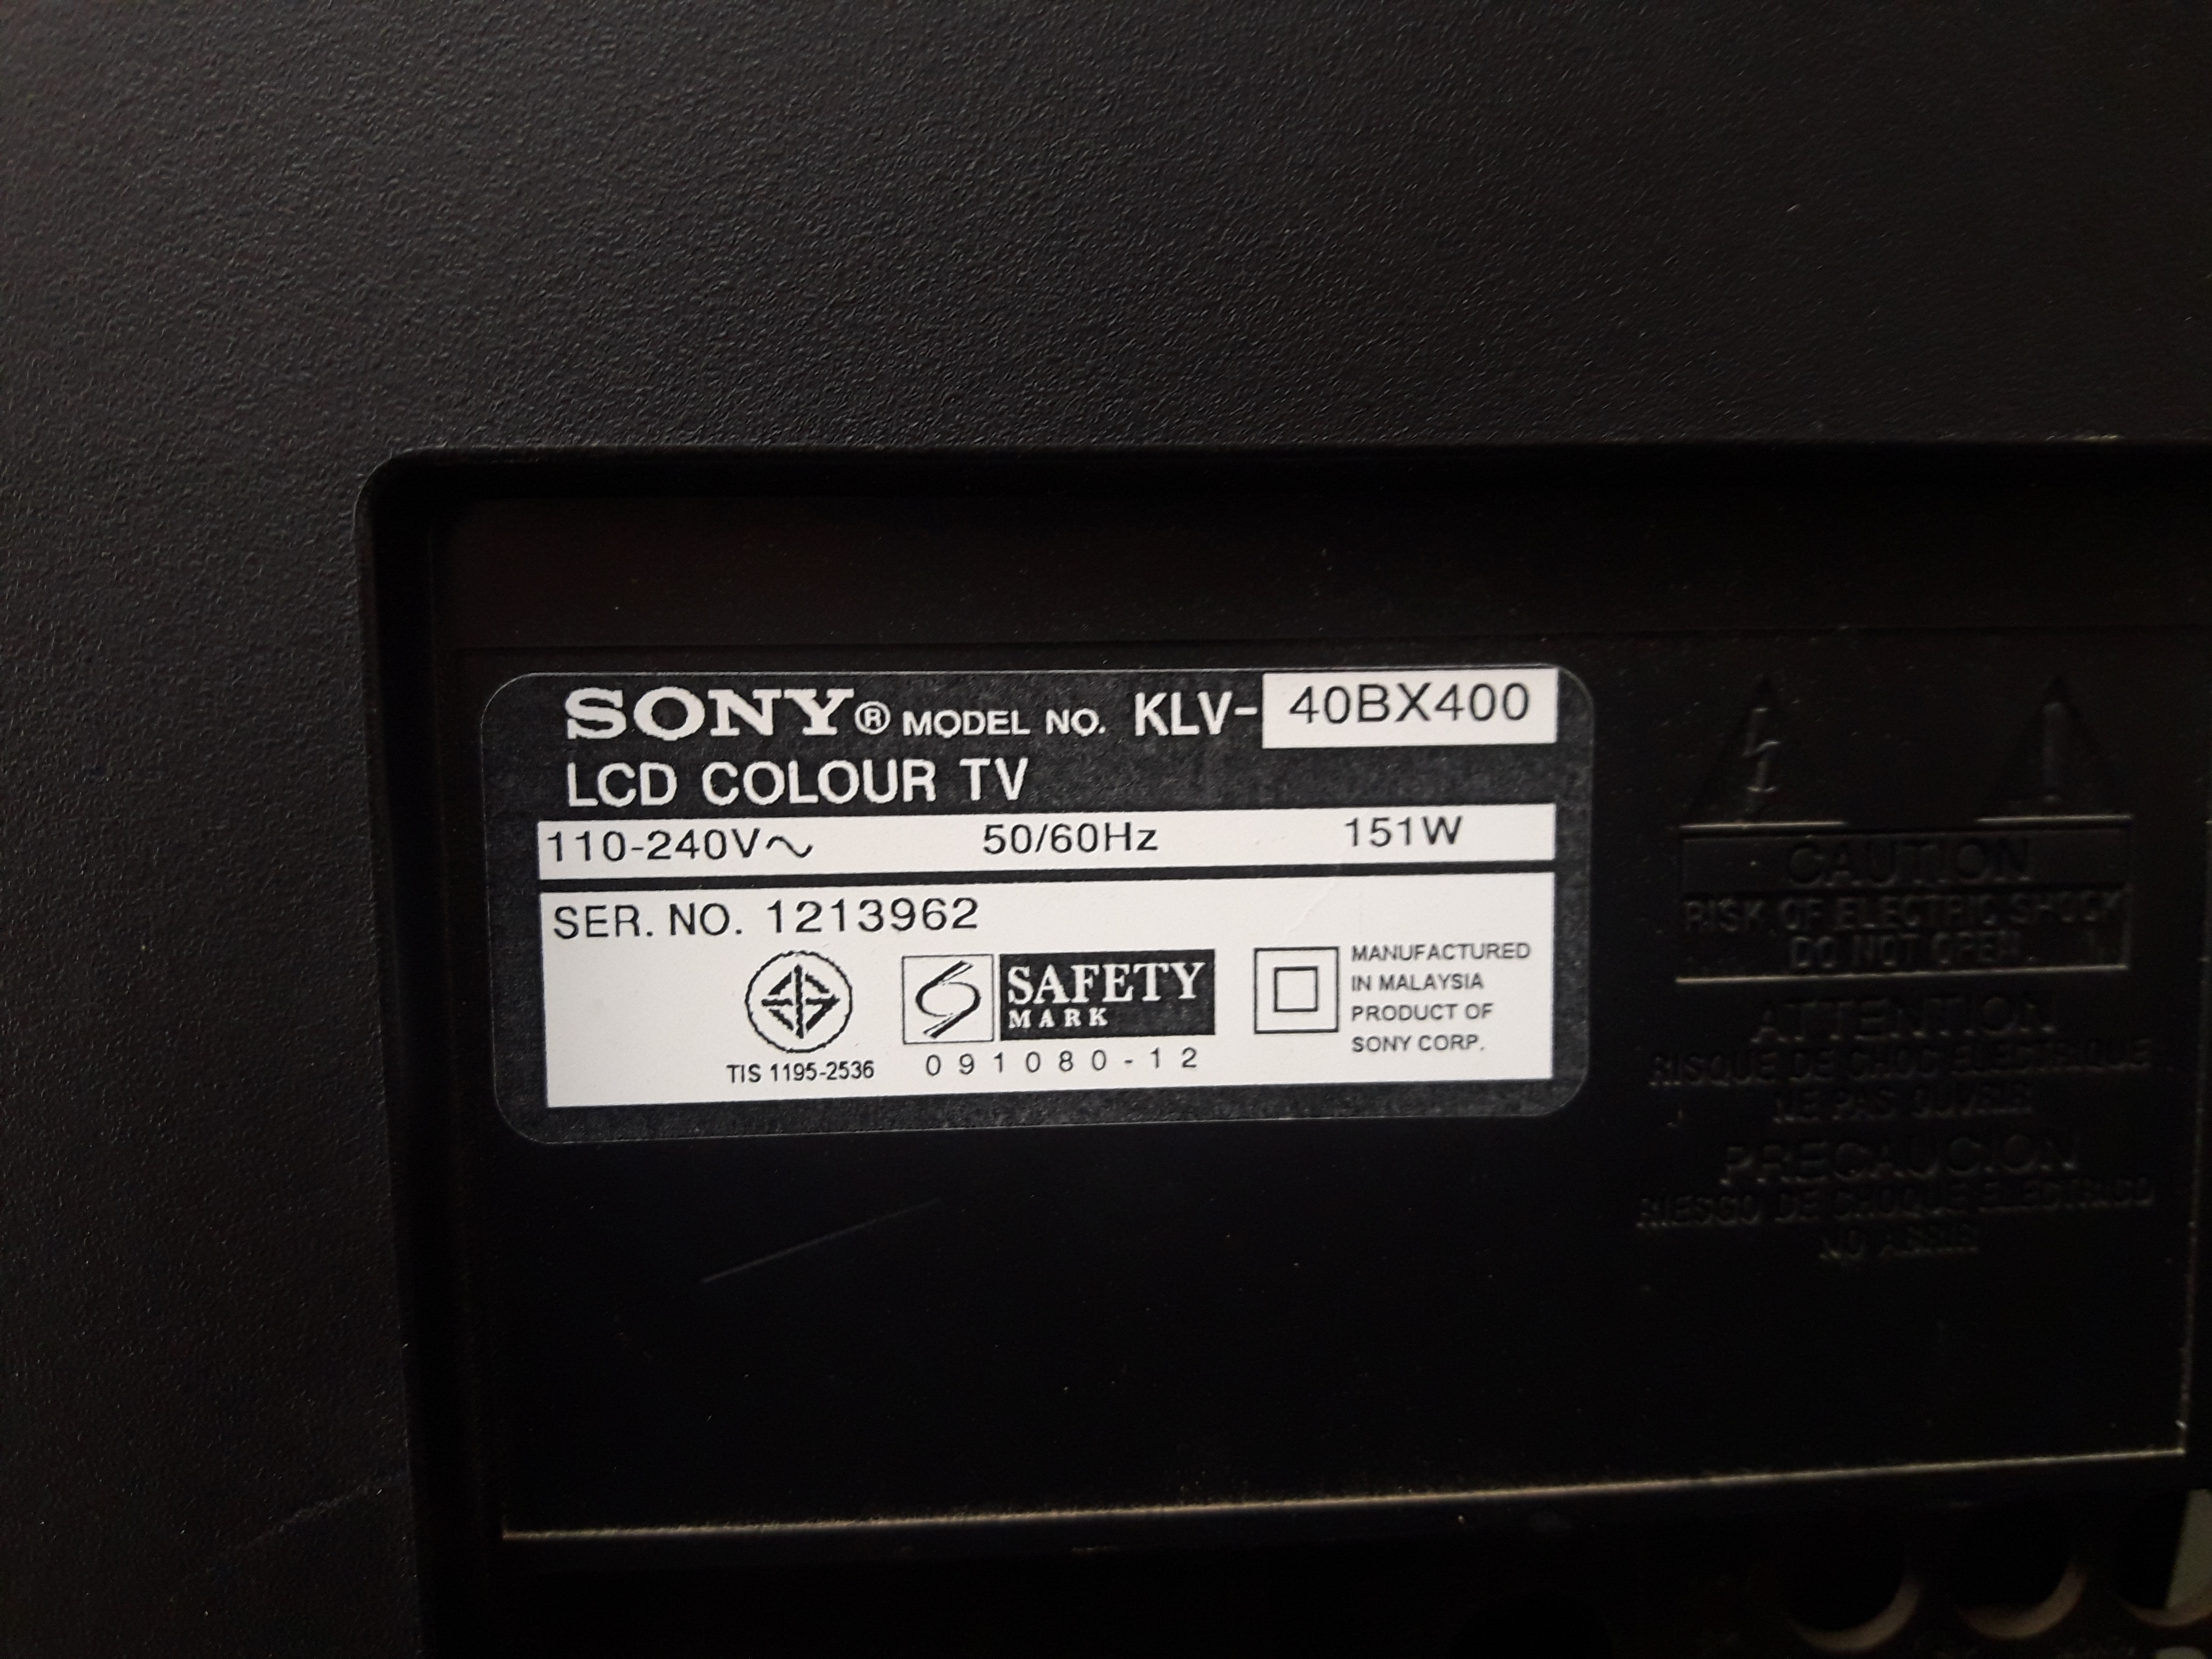 SONY® MODEL NO. KLV-40BX400
LCD COLOUR TV
110-240V~ 50/60Hz 151W
SER. NO. 1213962
TIS 1195-2536
SAFETY
MARK
091080-12
MANUFACTURED
IN MALAYSIA
PRODUCT OF
SONY CORP.
CAUTION
RISK OF ELECTRIC SHOCK
DO NOT OPEN
ATTENTION
RISQUE DE CHOC ELECTRIQUE
NE PAS OUVRIR
PRECAUCION
RIESGO DE CHOQUE ELECTRICO
NO ABRIR